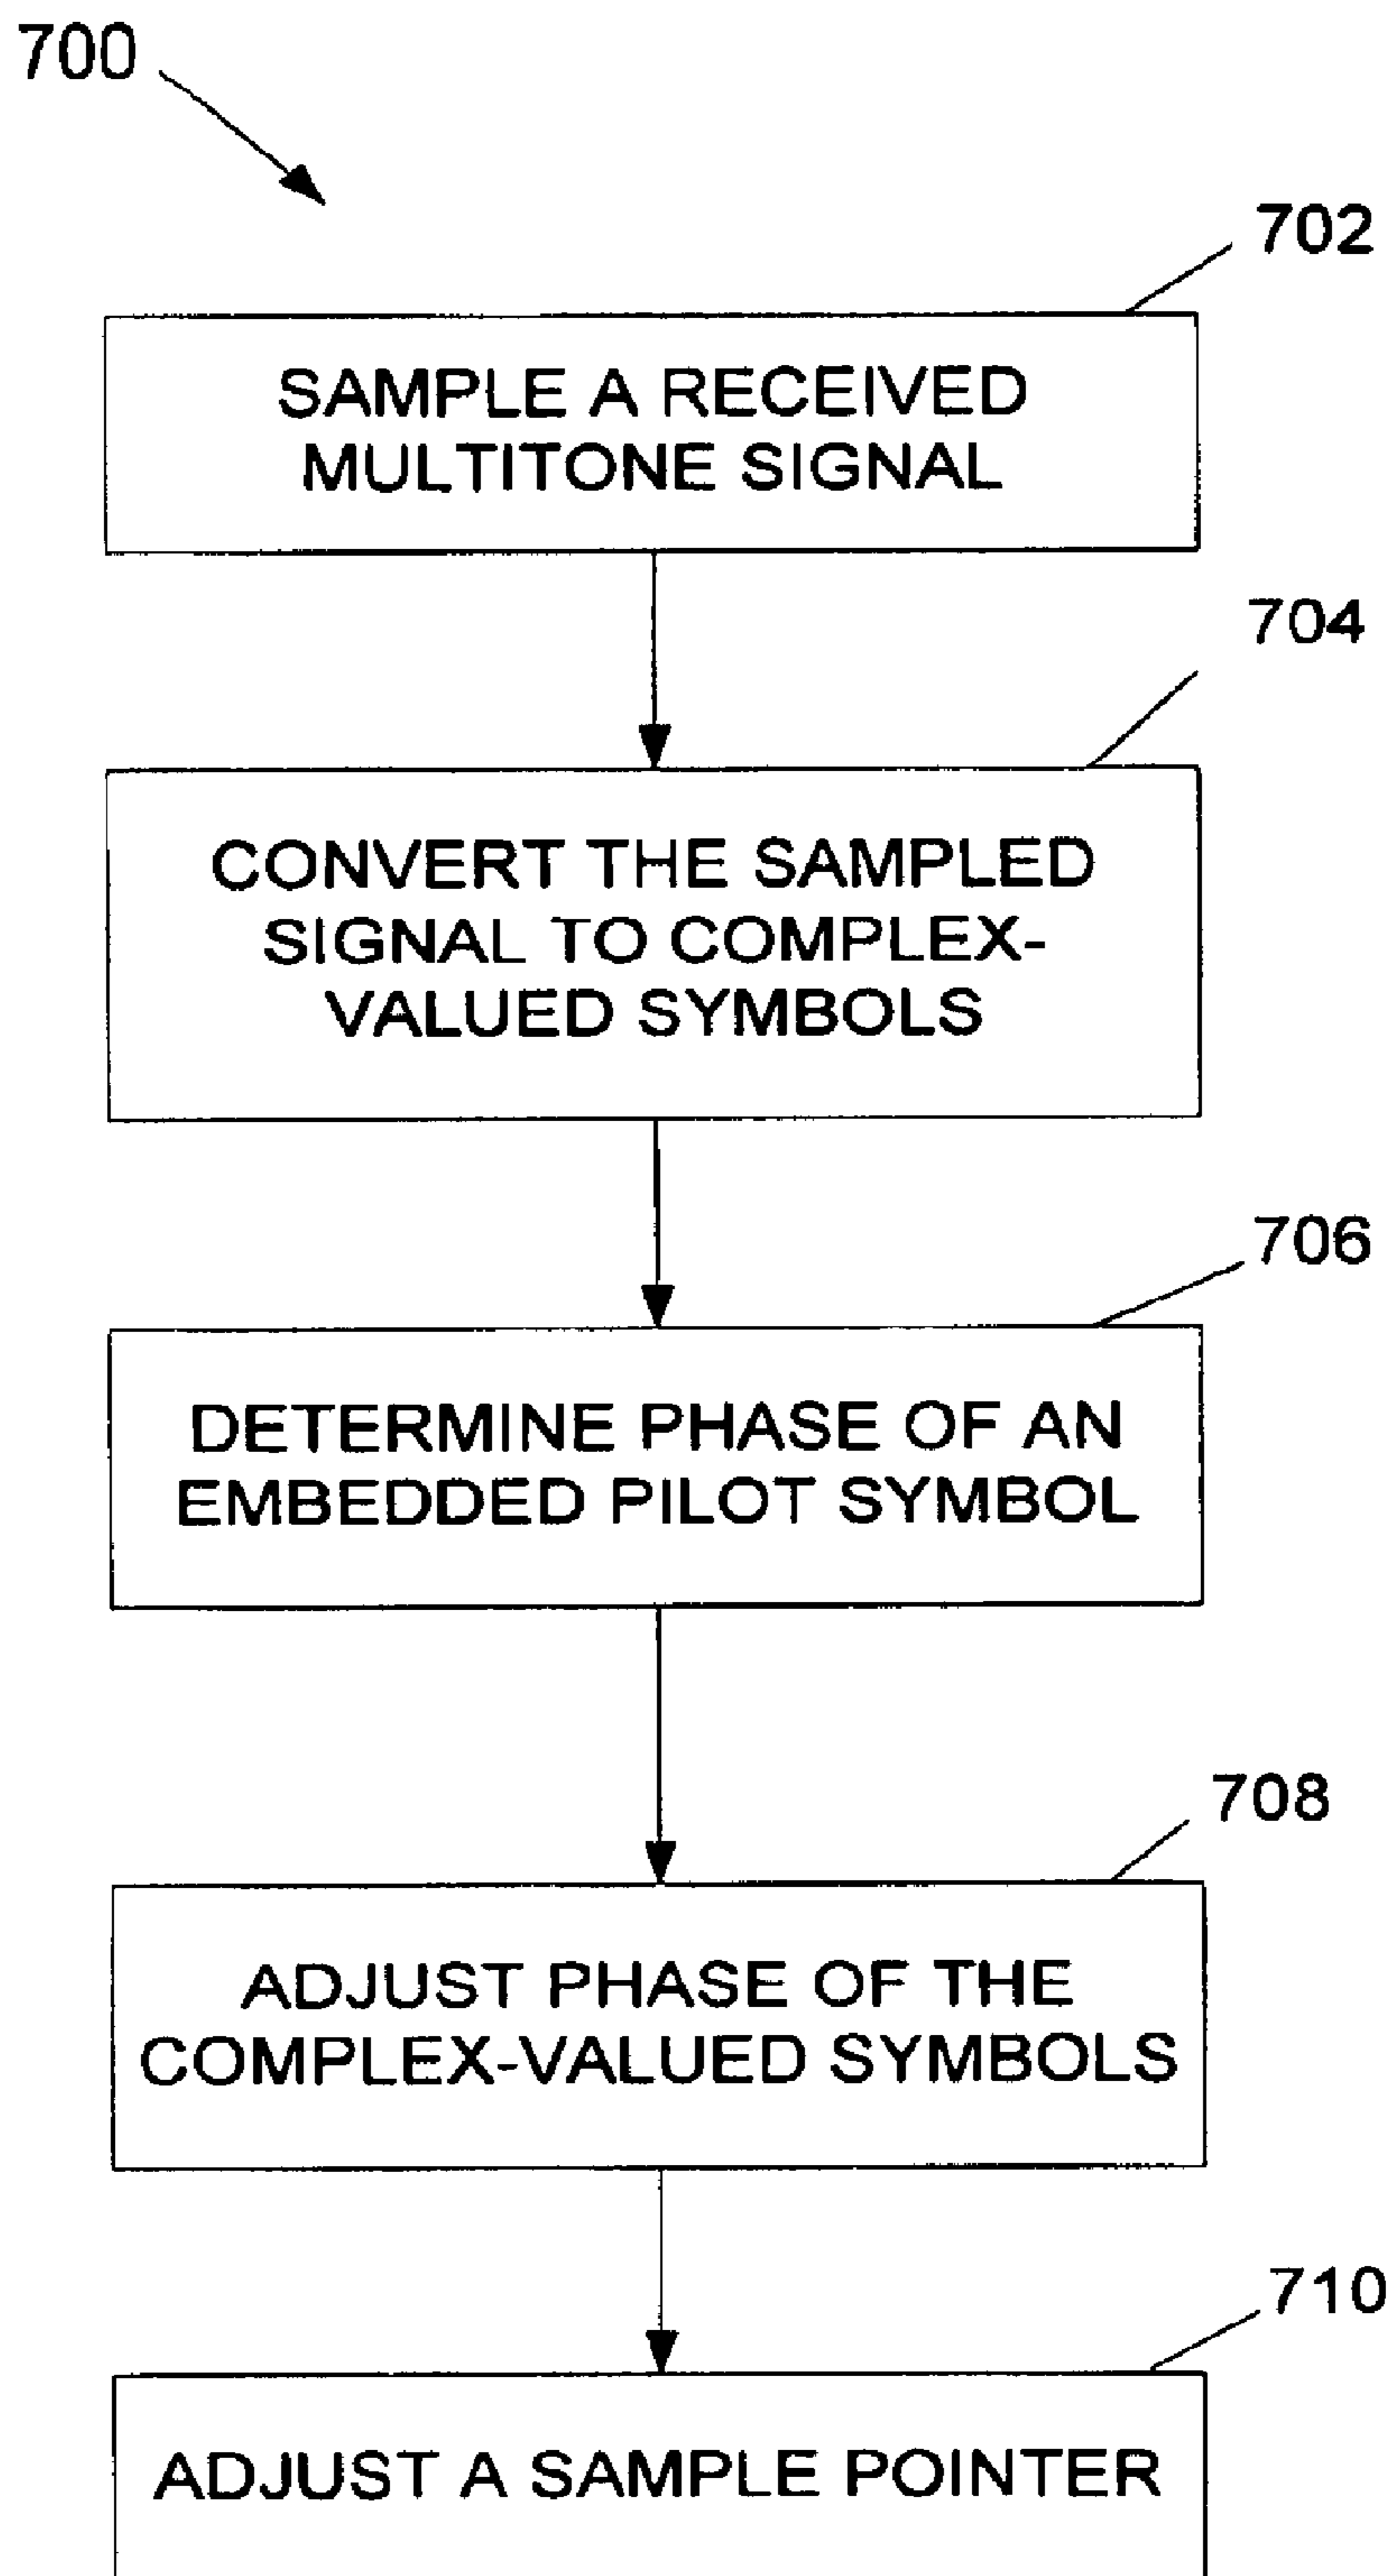 700
702
SAMPLE A RECEIVED
MULTITONE SIGNAL
704
CONVERT THE SAMPLED
SIGNAL TO COMPLEX-
VALUED SYMBOLS
706
DETERMINE PHASE OF AN
EMBEDDED PILOT SYMBOL
708
ADJUST PHASE OF THE
COMPLEX-VALUED SYMBOLS
710
ADJUST A SAMPLE POINTER